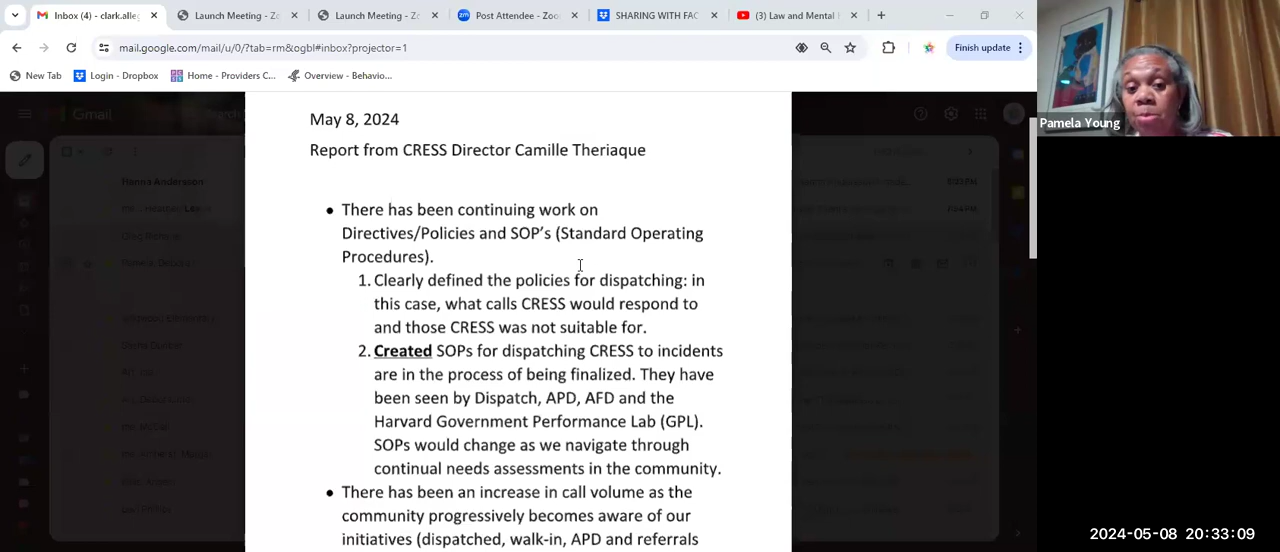 Inbox (4) - clark.alle
Launch Meeting - Zo
Launch Meeting - Zo
Post Attendee - Zoo
SHARING WITH FAC
(3) Law and Mental
mail.google.com/mail/u/0/?tab=rm&ogbl#inbox?projector=1
Finish update
New Tab
Login - Dropbox
Home - Providers C...
Overview - Behavio...
Gmail
Pamela Young
Hanna Andersson
May 8, 2024
Report from CRESS Director Camille Theriaque
• There has been continuing work on
Directives/Policies and SOP's (Standard Operating
Procedures).
1. Clearly defined the policies for dispatching: in
this case, what calls CRESS would respond to
and those CRESS was not suitable for.
2. Created SOPs for dispatching CRESS to incidents
are in the process of being finalized. They have
been seen by Dispatch, APD, AFD and the
Harvard Government Performance Lab (GPL).
SOPs would change as we navigate through
continual needs assessments in the community.
• There has been an increase in call volume as the
community progressively becomes aware of our
initiatives (dispatched, walk-in, APD and referrals
2024-05-08 20:33:09